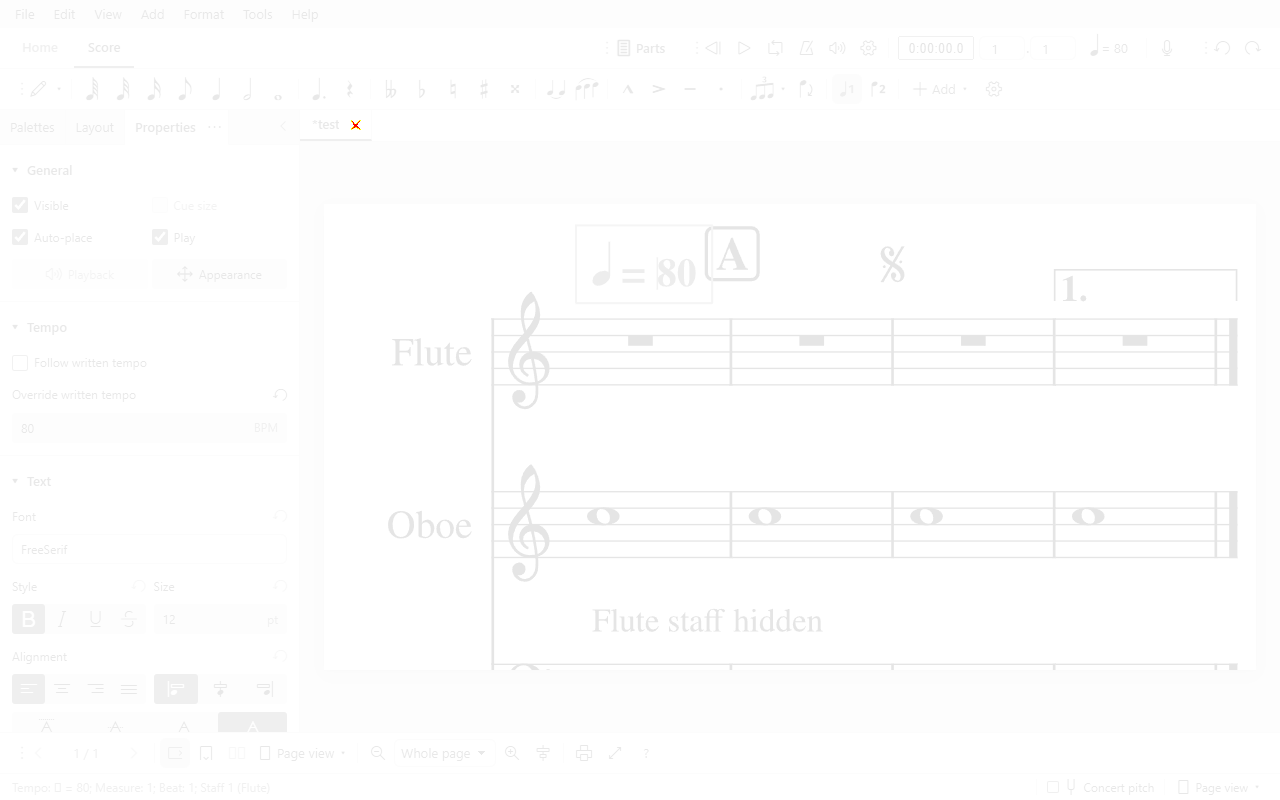 File Edit View Add Format Tools Help
Home Score Parts 0:00:00.0 1 . 1 = 80
3 1 2 Add
Palettes Layout Properties *test
General
Visible Cue size
Auto-place Play
Playback Appearance
Tempo
Follow written tempo
Override written tempo
80 BPM
Text
Font
FreeSerif
Style Size
B I U S 12 pt
Alignment
= 80 A 1.
Flute
Oboe
Flute staff hidden
1 / 1 Page view Whole page ?
Tempo: = 80; Measure: 1; Beat: 1; Staff 1 (Flute) Concert pitch Page view